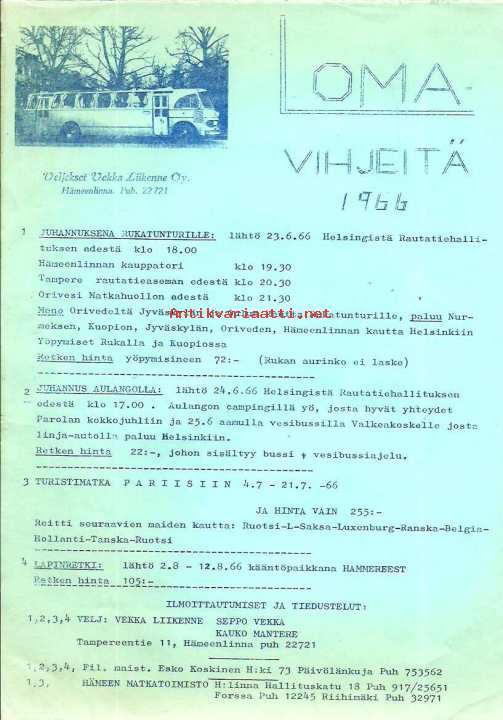 LOMA-
VIHJEITÄ
1966
Veljekset Vekka Liikenne Oy.
Hämeenlinna. Puh. 22721
1 JUHANNUKSENA RUKATUNTURILLE: lähtö 23.6.66 Helsingistä Rautatiehalli-
tuksen edestä klo 18.00
Hämeenlinnan kauppatori klo 19.30
Tampere rautatieaseman edestä klo 20.30
Orivesi Natkahuollon edestä klo 21.30
Meno Orivedeltä Jyväs paluu Nur-
meksen, Kuopion, Jyväskylän, Oriveden, Hämeenlinnan kautta Helsinkiin
Yöpymiset Rukalla ja Kuopiossa
Retken hinta yöpymisineen 72:- (Rukan aurinko ei laske)
Antikvariaatti.net
2 JUHANNUS AULANGOLLA: lähtö 24.6.66 Helsingistä Rautatiehallituksen
edestä klo 17.00 . Aulangon campingillä yö, josta hyvät yhteydet
Parolan kokkojuhliin ja 25.6 aamulla vesibussilla Valkeakoskelle josta
linja-autolla paluu Helsinkiin.
Retken hinta 22:-, johon sisältyy bussi + vesibussiajelu.
3 TURISTIMATKA P A R I I S I I N 4.7 - 21.7. -66
JA HINTA VAIN 255:-
Reitti seuraavien maiden kautta: Ruotsi-L-Saksa-Luxenburg-Ranska-Belgia-
Hollanti-Tanska-Ruotsi
4 LAPINRETKI: lähtö 2.8 - 12.8.66 kääntöpaikkana HAMMERFEST
Retken hinta 105:-
ILMOITTAUTUMISET JA TIEDUSTELUT:
1,2,3,4 VELJ: VEKKA LIIKENNE SEPPO VEKKA
KAUKO MANTERE
Tampereentie 11, Hämeenlinna puh 22721
1,2,3,4, Fil. maist. Esko Koskinen H:ki 73 Päivölänkuja Puh 753562
1,3, HÄMEEN MATKATOIMISTO H:linna Hallituskatu 18 Puh 917/25651
Forssa Puh 12245 Riihimäki Puh 32971